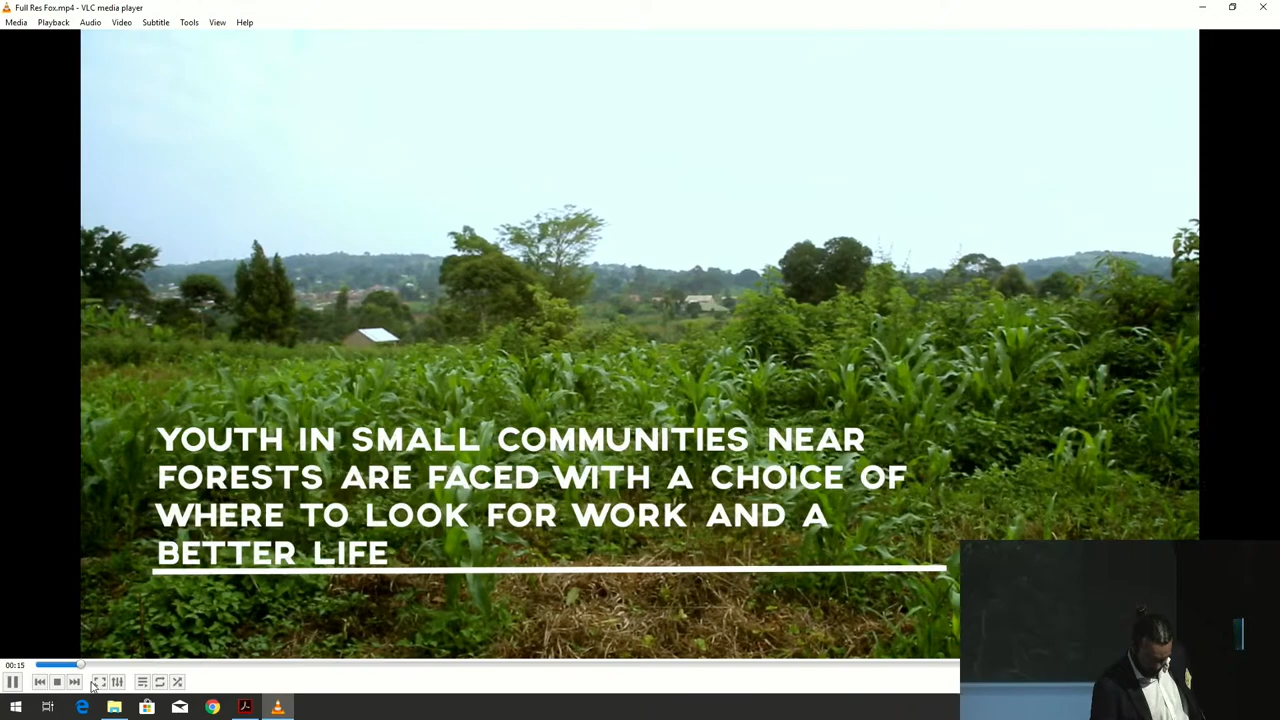 Full Res Fox.mp4 - VLC media player
Media Playback Audio Video Subtitle Tools View Help
YOUTH IN SMALL COMMUNITIES NEAR
FORESTS ARE FACED WITH A CHOICE OF
WHERE TO LOOK FOR WORK AND A
BETTER LIFE
00:15